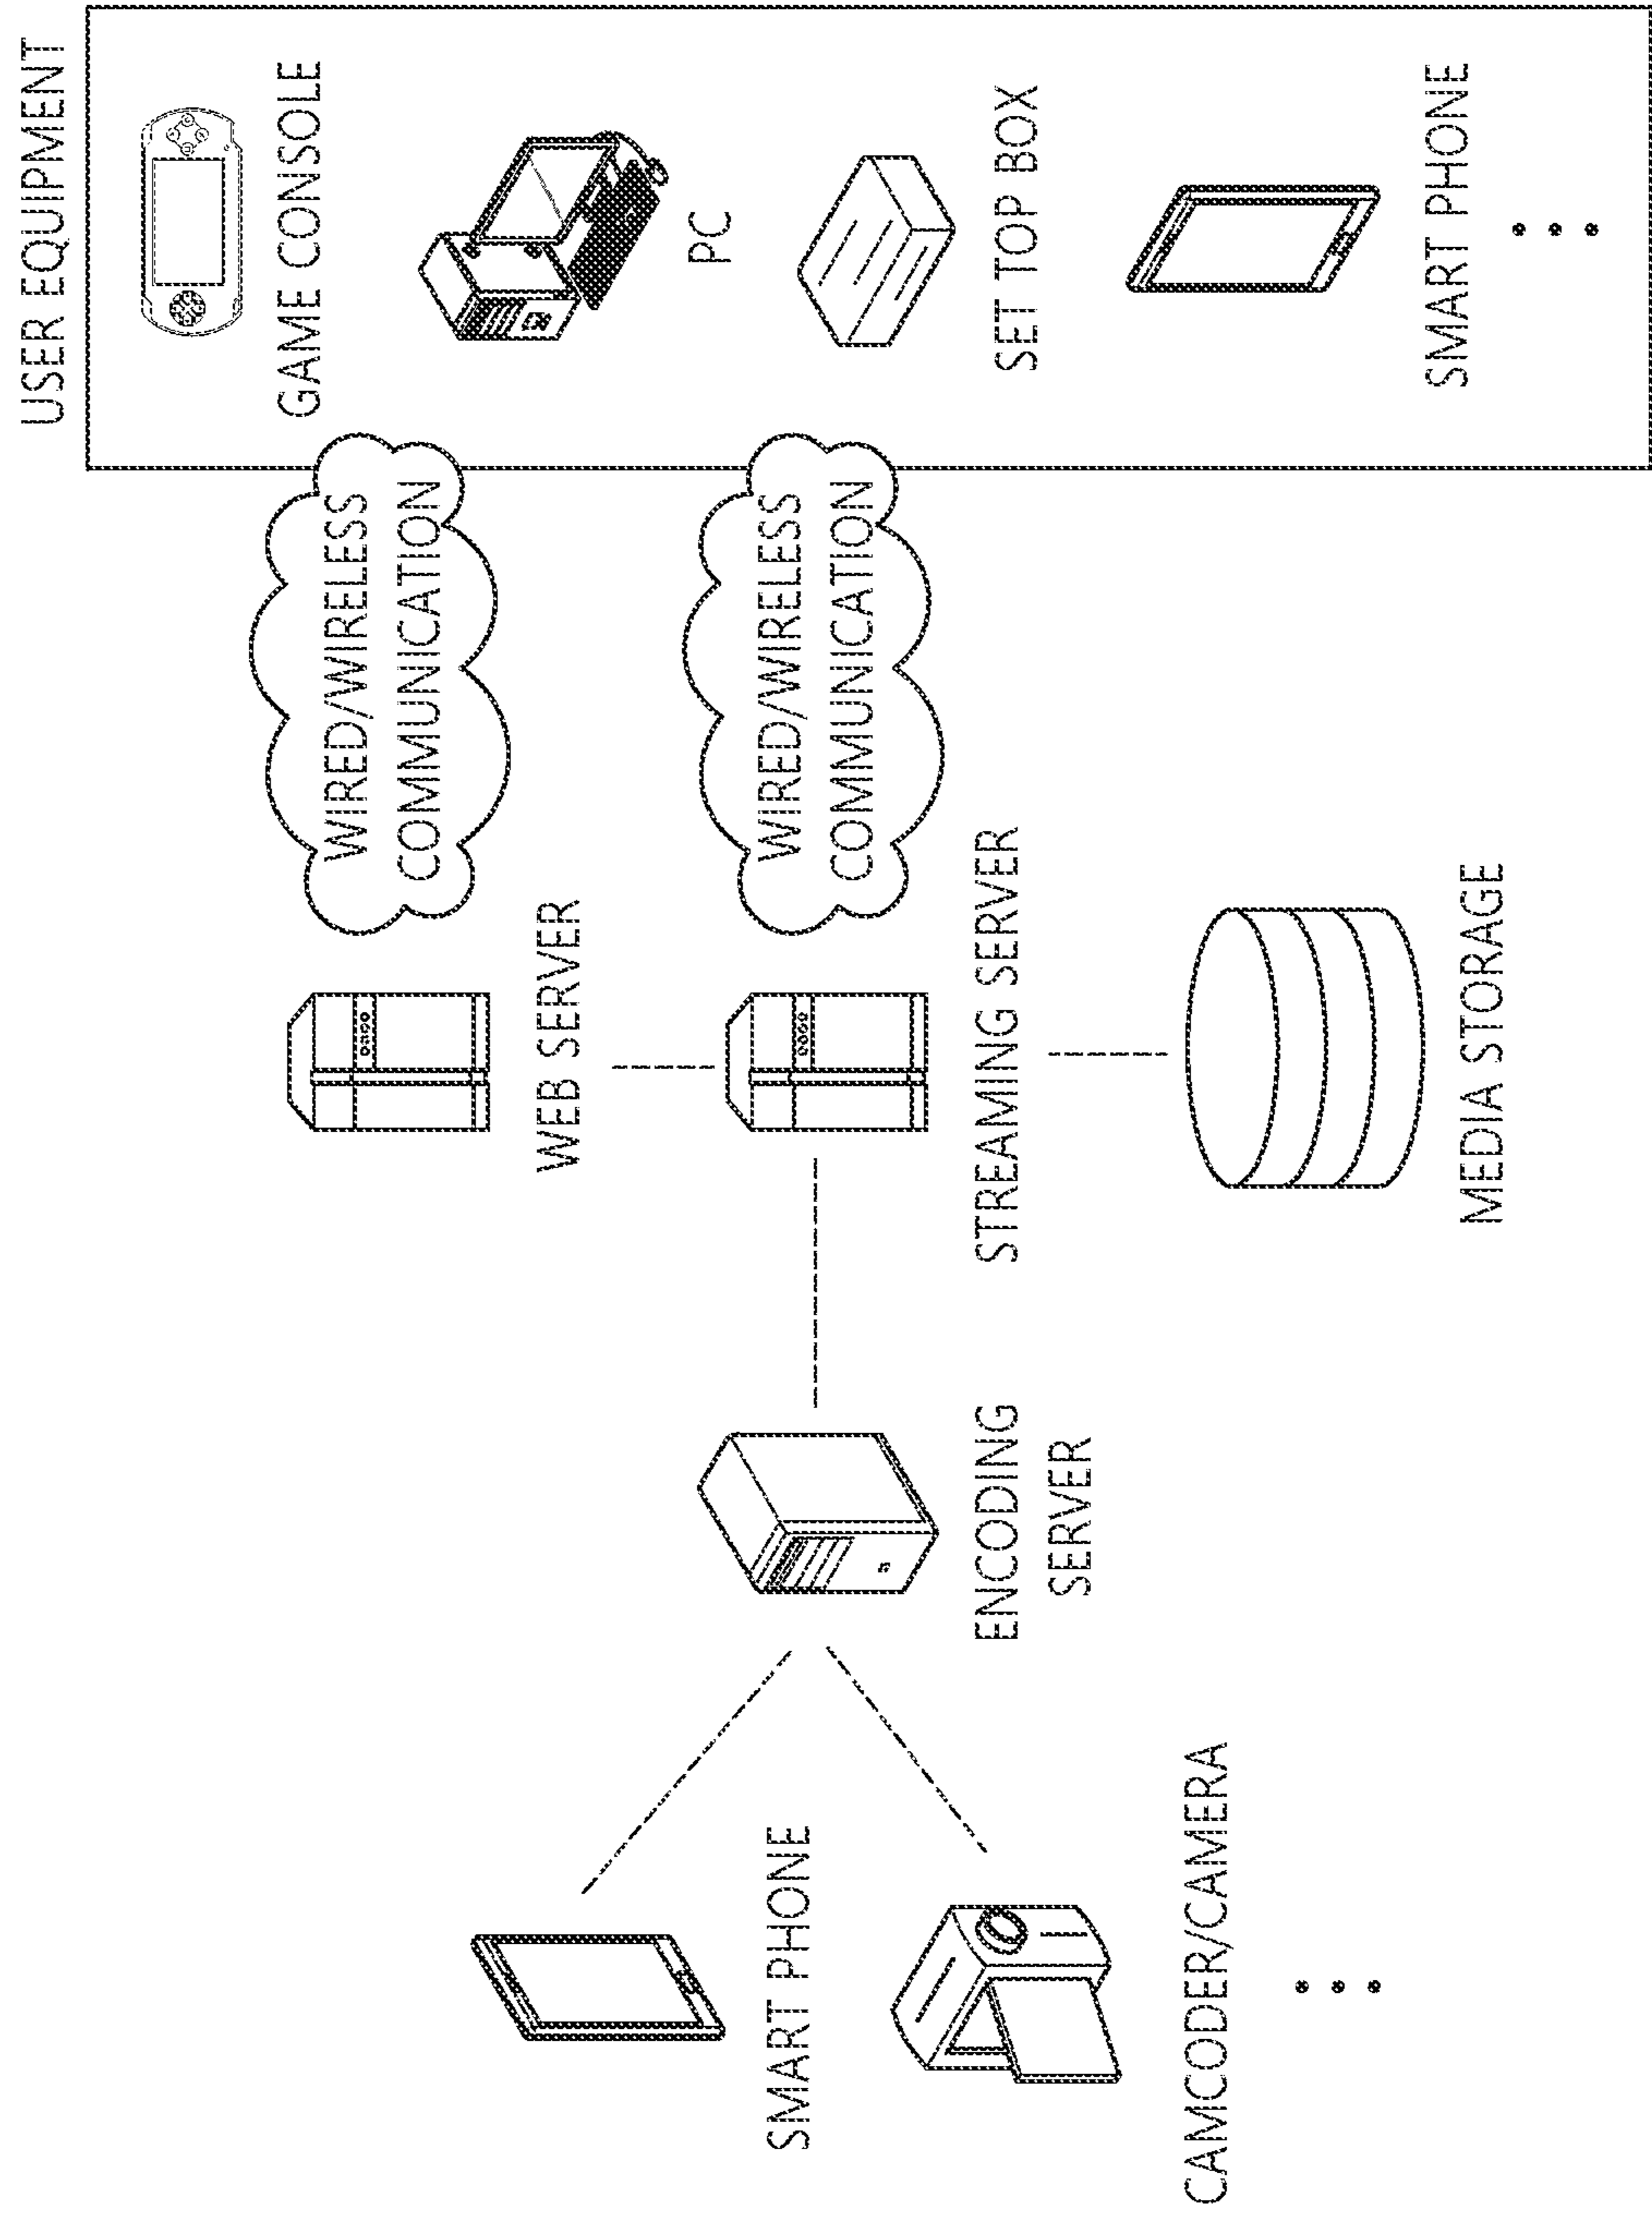 USER EQUIPMENT
GAME CONSOLE
PC
SET TOP BOX
SMART PHONE
WIRED/WIRELESS
COMMUNICATION
WIRED/WIRELESS
COMMUNICATION
WEB SERVER
STREAMING SERVER
MEDIA STORAGE
ENCODING
SERVER
SMART PHONE
CAMCODER/CAMERA